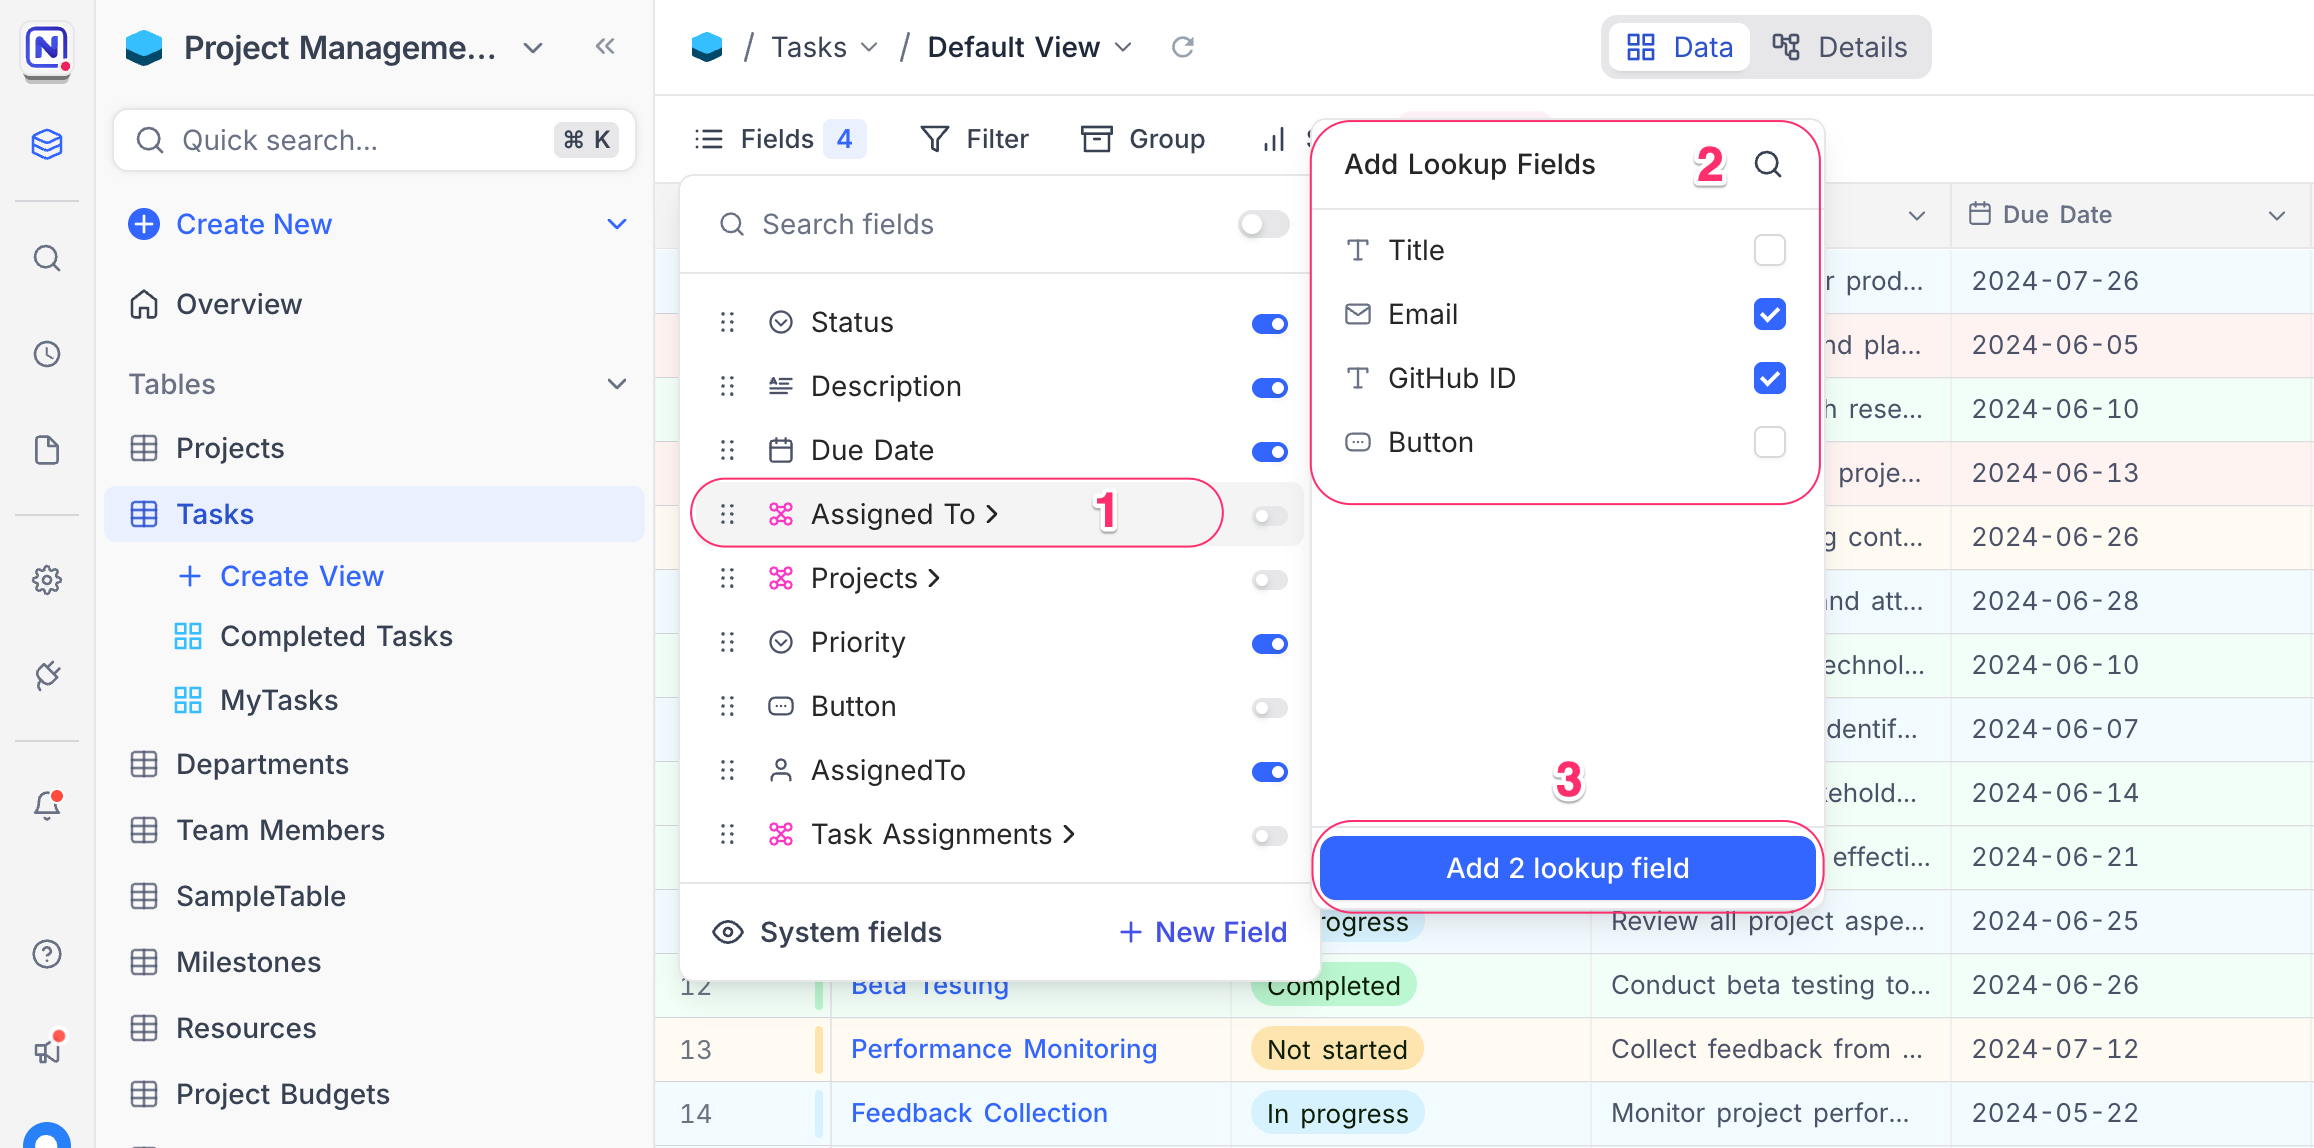 N
Project Manageme...
/ Tasks / Default View
Data
Details
Quick search...
⌘ K
Fields 4
Filter
Group
Create New
Overview
Tables
Projects
Tasks
Create View
Completed Tasks
MyTasks
Departments
Team Members
SampleTable
Milestones
Resources
Project Budgets
Search fields
Status
Description
Due Date
Assigned To
1
Projects
Priority
Button
AssignedTo
Task Assignments
System fields
+ New Field
Add Lookup Fields
2
Title
Email
GitHub ID
Button
3
Add 2 lookup field
Due Date
prod... 2024-07-26
pla... 2024-06-05
rese... 2024-06-10
proje... 2024-06-13
cont... 2024-06-26
att... 2024-06-28
echnol... 2024-06-10
dentif... 2024-06-07
ehold... 2024-06-14
effecti... 2024-06-21
ogress Review all project aspe... 2024-06-25
12 Beta Testing Completed Conduct beta testing to... 2024-06-26
13 Performance Monitoring Not started Collect feedback from ... 2024-07-12
14 Feedback Collection In progress Monitor project perfor... 2024-05-22